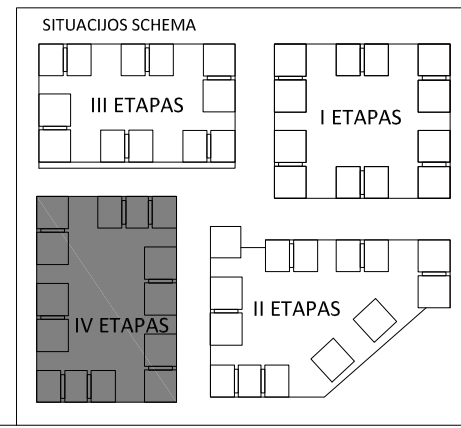 SITUACIJOS SCHEMA
III ETAPAS
I ETAPAS
IV ETAPAS
II ETAPAS